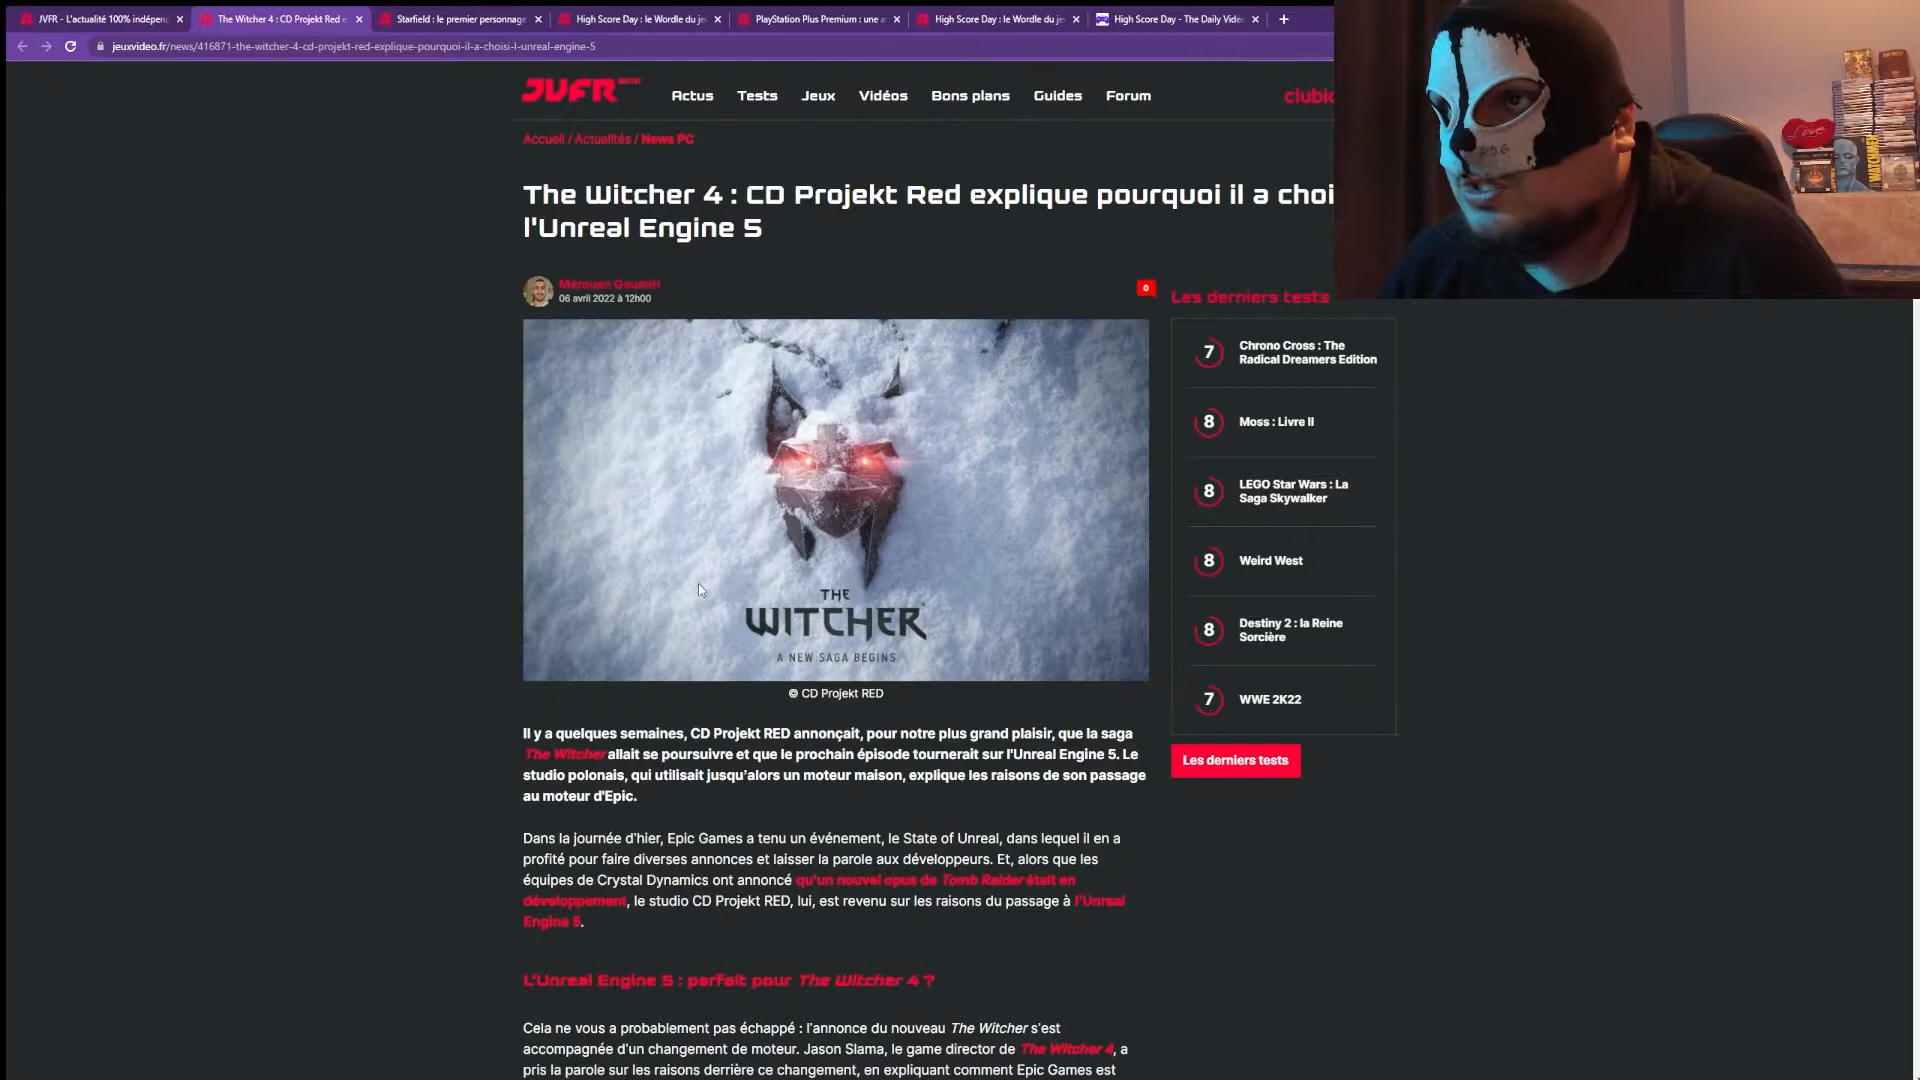 JVFR - L'actualité 100% indépen
The Witcher 4 : CD Projekt Red e
Starfield : le premier personnage
High Score Day : le Wordle du je
PlayStation Plus Premium : une a
High Score Day : le Wordle du je
High Score Day - The Daily Vide
jeuxvideo.fr/news/416871-the-witcher-4-cd-projekt-red-explique-pourquoi-il-a-choisi-l-unreal-engine-5
JVFR
Actus Tests Jeux Vidéos Bons plans Guides Forum
clubic
Accueil / Actualités / News PC
The Witcher 4 : CD Projekt Red explique pourquoi il a choi
l'Unreal Engine 5
Mérouan Goumiri
06 avril 2022 à 12h00
0
THE
WITCHER
A NEW SAGA BEGINS
© CD Projekt RED
Il y a quelques semaines, CD Projekt RED annonçait, pour notre plus grand plaisir, que la saga
The Witcher allait se poursuivre et que le prochain épisode tournerait sur l'Unreal Engine 5. Le
studio polonais, qui utilisait jusqu'alors un moteur maison, explique les raisons de son passage
au moteur d'Epic.
Dans la journée d'hier, Epic Games a tenu un événement, le State of Unreal, dans lequel il en a
profité pour faire diverses annonces et laisser la parole aux développeurs. Et, alors que les
équipes de Crystal Dynamics ont annoncé qu'un nouvel opus de Tomb Raider était en
développement, le studio CD Projekt RED, lui, est revenu sur les raisons du passage à l'Unreal
Engine 5.
L'Unreal Engine 5 : parfait pour The Witcher 4 ?
Cela ne vous a probablement pas échappé : l'annonce du nouveau The Witcher s'est
accompagnée d'un changement de moteur. Jason Slama, le game director de The Witcher 4, a
pris la parole sur les raisons derrière ce changement, en expliquant comment Epic Games est
Les derniers tests
7 Chrono Cross : The
Radical Dreamers Edition
8 Moss : Livre II
8 LEGO Star Wars : La
Saga Skywalker
8 Weird West
8 Destiny 2 : la Reine
Sorcière
7 WWE 2K22
Les derniers tests
Love
WATCHMEN